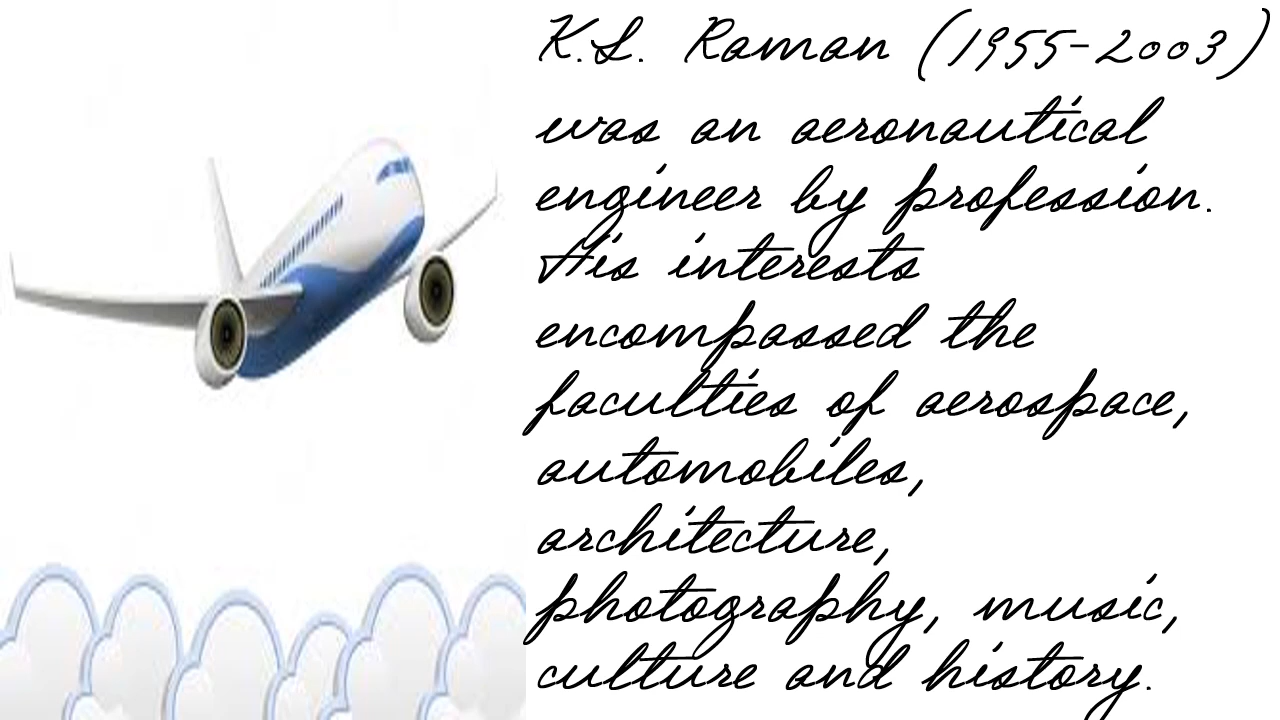 K.S. Raman (1955-2003)
was an aeronautical
engineer by profession.
His interests
encompassed the
faculties of aerospace,
automobiles,
architecture,
photography, music,
culture and history.